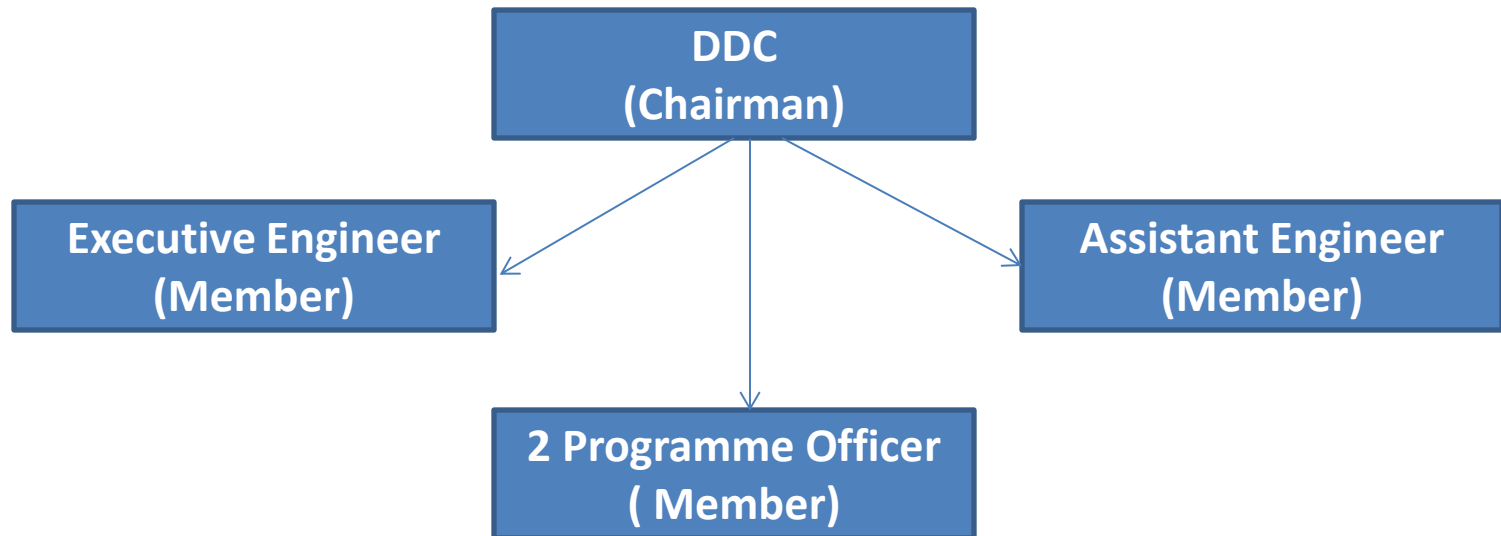 DDC
(Chairman)
Executive Engineer
(Member)
Assistant Engineer
(Member)
2 Programme Officer
( Member)